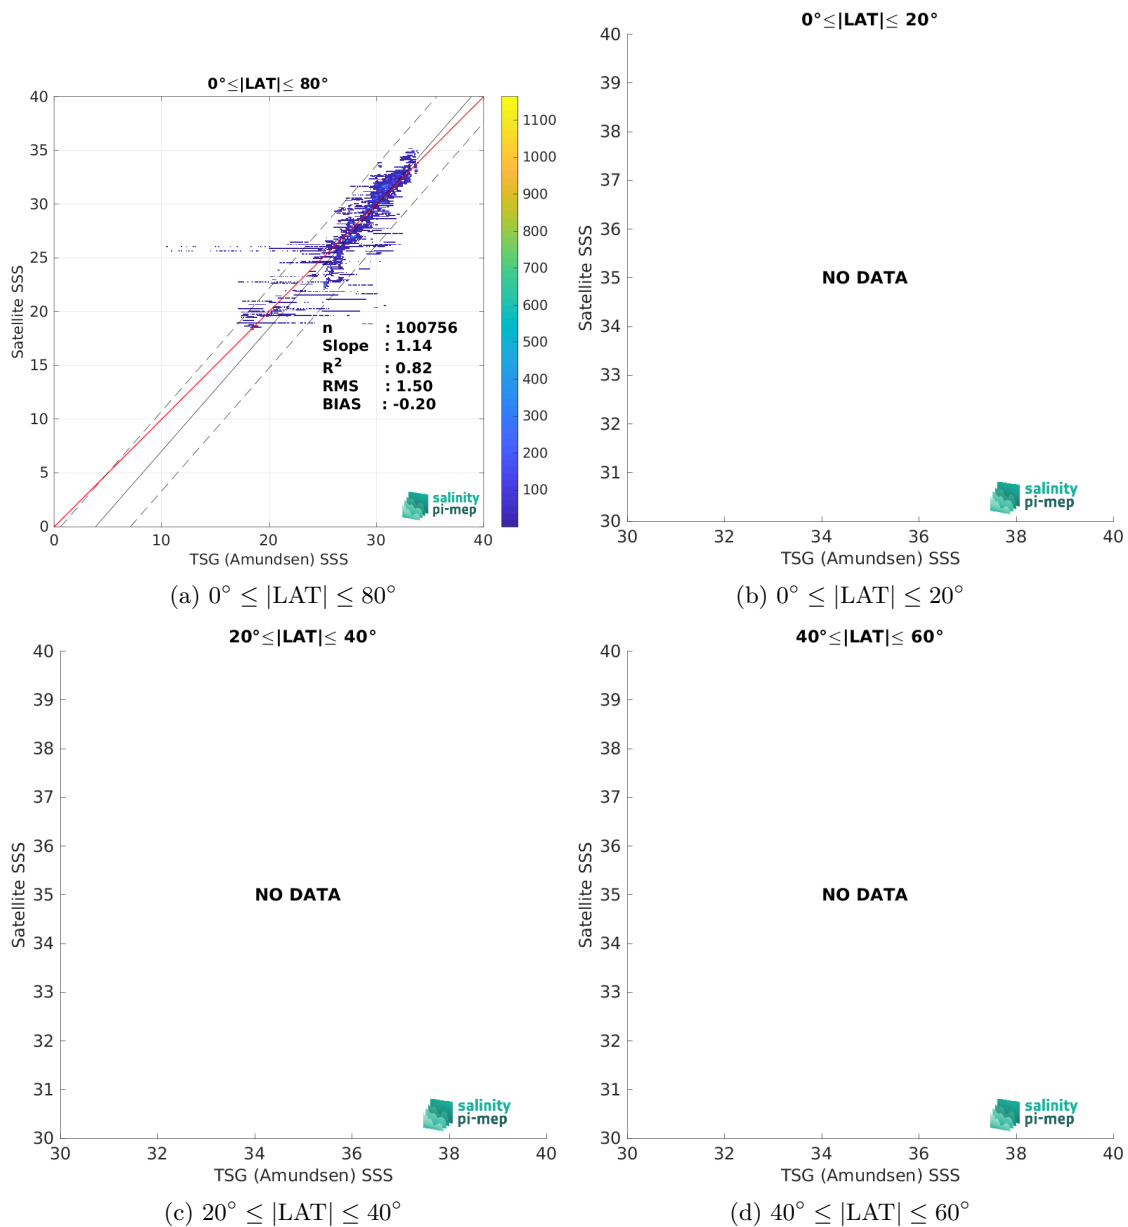 0°≤|LAT|≤ 80°
40
35
30
25
20
15
10
5
0
0 10 20 30 40
Satellite SSS
TSG (Amundsen) SSS
n : 100756
Slope : 1.14
R² : 0.82
RMS : 1.50
BIAS : -0.20
1100
1000
900
800
700
600
500
400
300
200
100
salinity
pi-mep
(a) 0° ≤ |LAT| ≤ 80°
0°≤|LAT|≤ 20°
40
39
38
37
36
35
34
33
32
31
30
30 32 34 36 38 40
Satellite SSS
NO DATA
salinity
pi-mep
TSG (Amundsen) SSS
(b) 0° ≤ |LAT| ≤ 20°
20°≤|LAT|≤ 40°
40
39
38
37
36
35
34
33
32
31
30
30 32 34 36 38 40
Satellite SSS
NO DATA
salinity
pi-mep
TSG (Amundsen) SSS
(c) 20° ≤ |LAT| ≤ 40°
40°≤|LAT|≤ 60°
40
39
38
37
36
35
34
33
32
31
30
30 32 34 36 38 40
Satellite SSS
NO DATA
salinity
pi-mep
TSG (Amundsen) SSS
(d) 40° ≤ |LAT| ≤ 60°